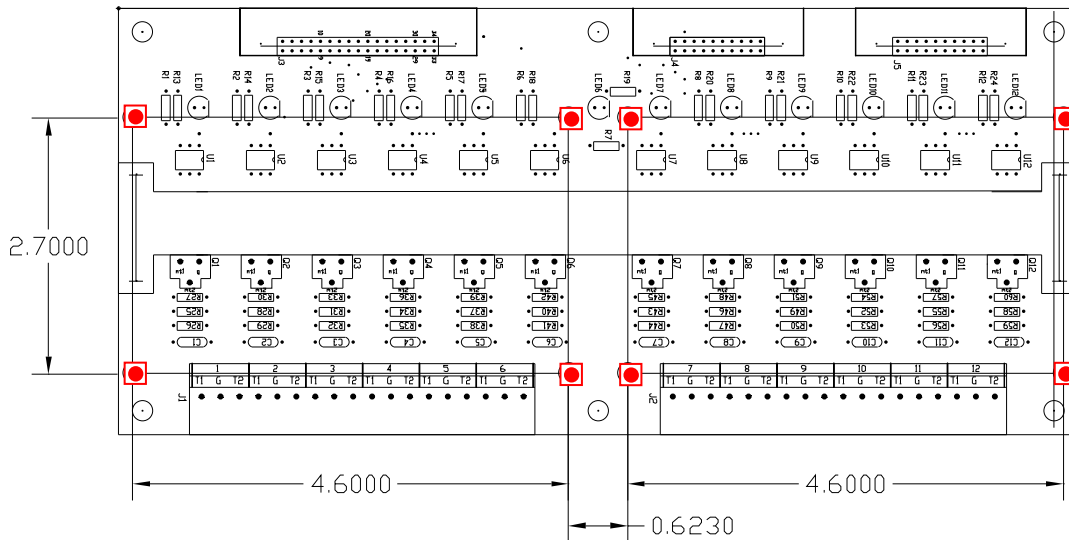 J3 J4 J5
R1 R13 LED1 R2 R14 LED2 R3 R15 LED3 R4 R16 LED4 R5 R17 LED5 R6 R18 LED6 R19 LED7 R8 R20 LED8 R9 R21 LED9 R10 R22 LED10 R11 R23 LED11 R12 R24 LED12
R7
U1 U2 U3 U4 U5 U6 U7 U8 U9 U10 U11 U12
2.7000
Q1 Q2 Q3 Q4 Q5 Q6 Q7 Q8 Q9 Q10 Q11 Q12
R27 R30 R33 R36 R39 R42 R45 R48 R51 R54 R57 R60
R25 R28 R31 R34 R37 R40 R43 R46 R49 R52 R55 R58
R26 R29 R32 R35 R38 R41 R44 R47 R50 R53 R56 R59
C1 C2 C3 C4 C5 C6 C7 C8 C9 C10 C11 C12
1 2 3 4 5 6 7 8 9 10 11 12
T1 G T2 T1 G T2 T1 G T2 T1 G T2 T1 G T2 T1 G T2 T1 G T2 T1 G T2 T1 G T2 T1 G T2 T1 G T2 T1 G T2
J1 J2
4.6000 4.6000
0.6230